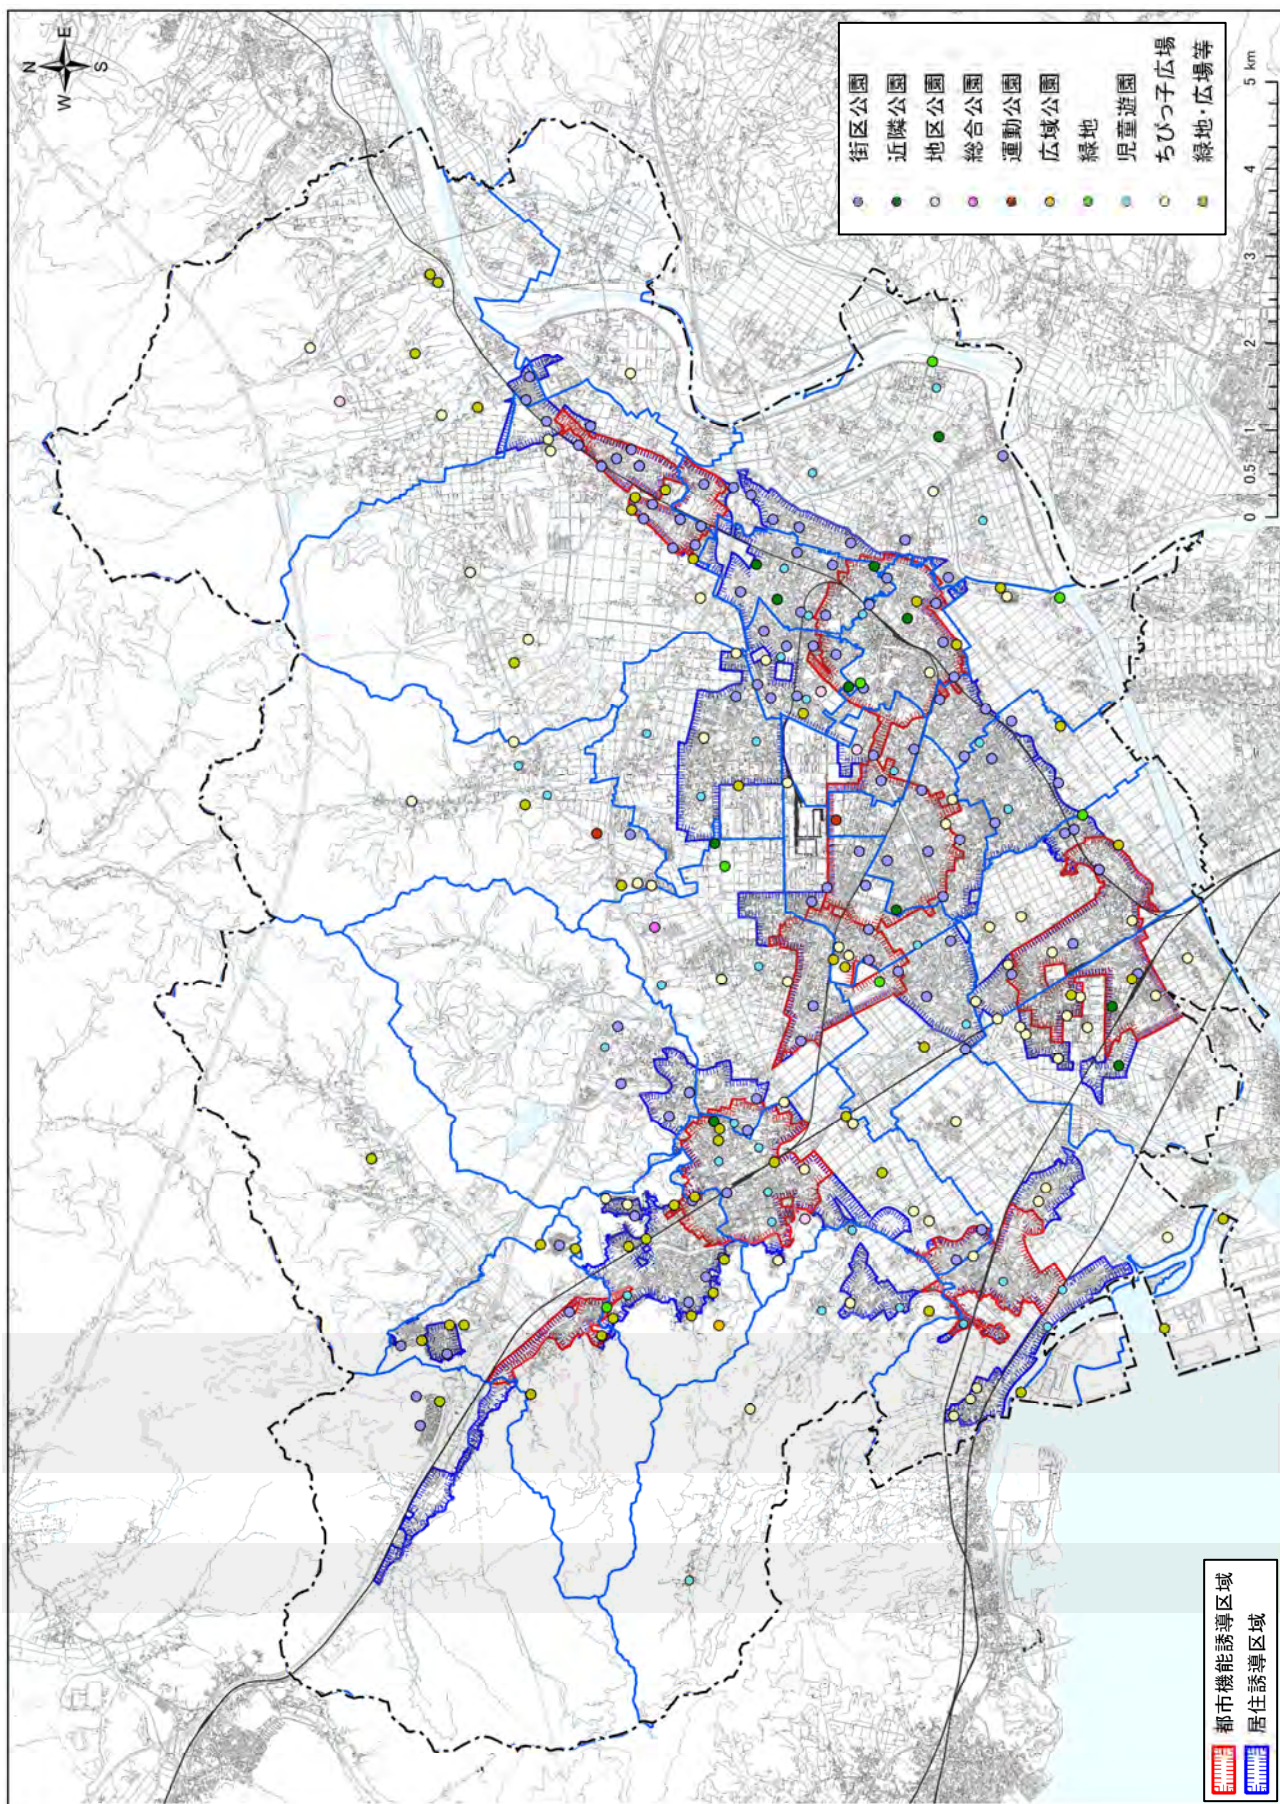 N
W
E
S
街区公園
近隣公園
地区公園
総合公園
運動公園
広域公園
緑地
児童遊園
ちびっ子広場
緑地・広場等
0 0.5 1 2 3 4 5 km
都市機能誘導区域
居住誘導区域